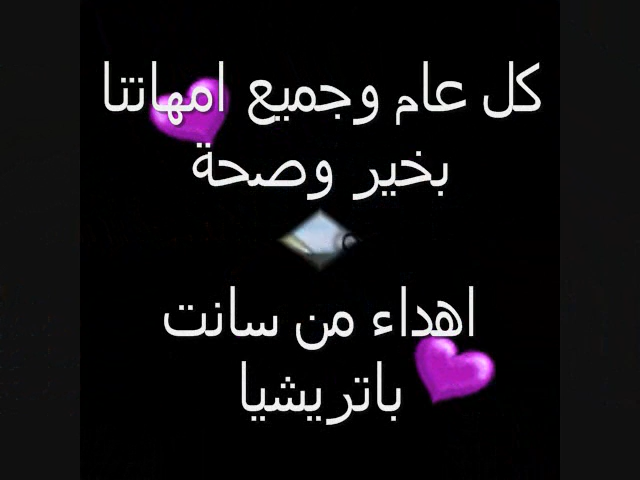 كل عام وجميع امهاتنا
بخير وصحة
اهداء من سانت
باتريشيا